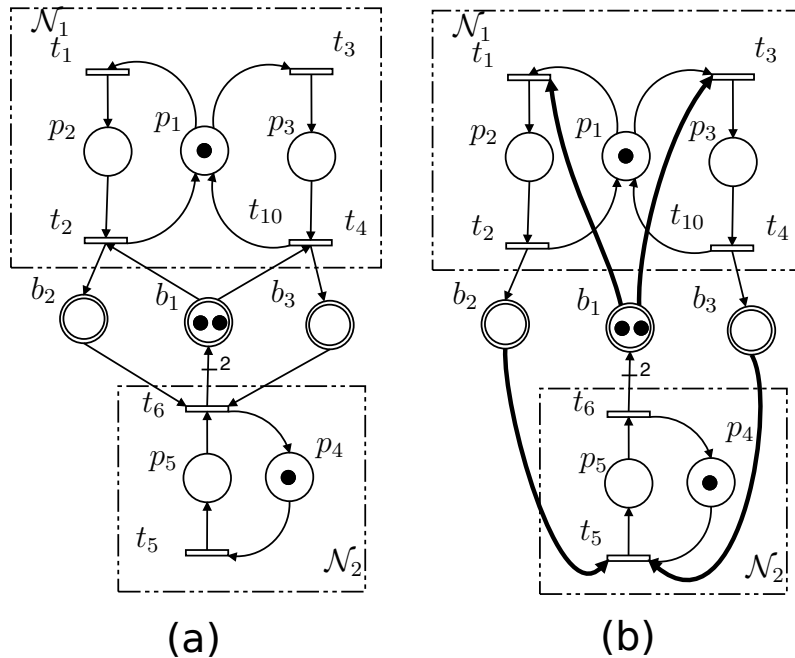 𝒩₁
t₁ t₃
p₂ p₁ p₃
t₂ t₁₀ t₄
b₂ b₁ b₃
2
t₆
p₅ p₄
t₅
𝒩₂
(a)
𝒩₁
t₁ t₃
p₂ p₁ p₃
t₂ t₁₀ t₄
b₂ b₁ b₃
2
t₆
p₅ p₄
t₅
𝒩₂
(b)